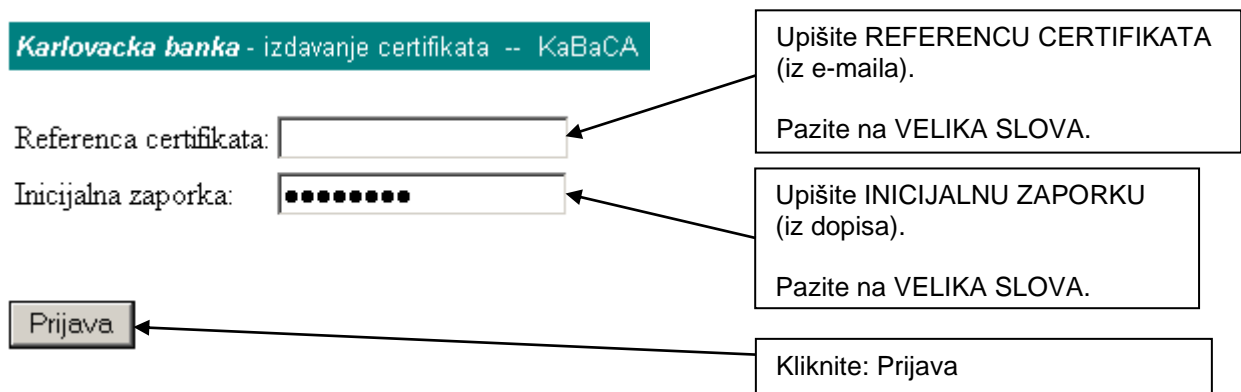 Karlovacka banka - izdavanje certifikata -- KaBaCA
Upišite REFERENCU CERTIFIKATA
(iz e-maila).
Pazite na VELIKA SLOVA.
Referenca certifikata:
Inicijalna zaporka: ●●●●●●●●
Upišite INICIJALNU ZAPORKU
(iz dopisa).
Pazite na VELIKA SLOVA.
Prijava
Kliknite: Prijava